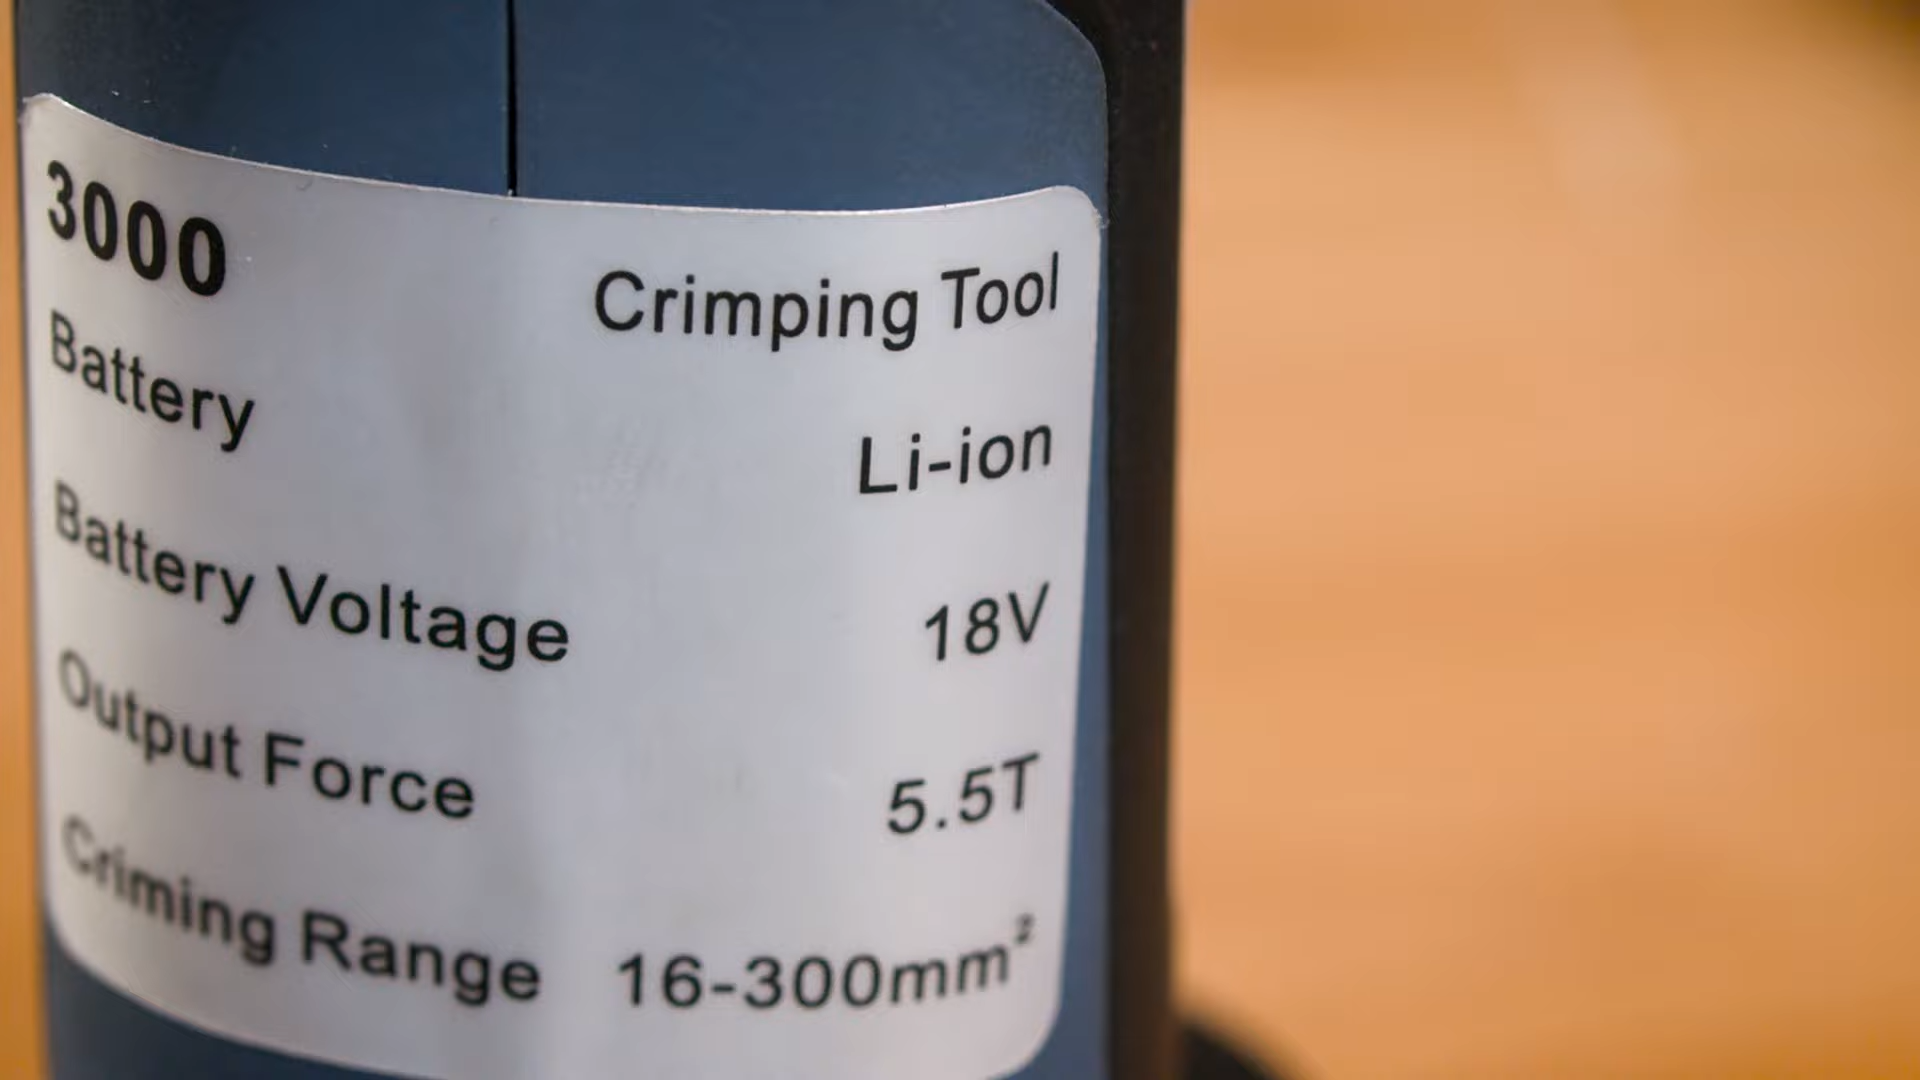 3000
Crimping Tool
Battery Li-ion
Battery Voltage 18V
Output Force 5.5T
Criming Range 16-300mm²